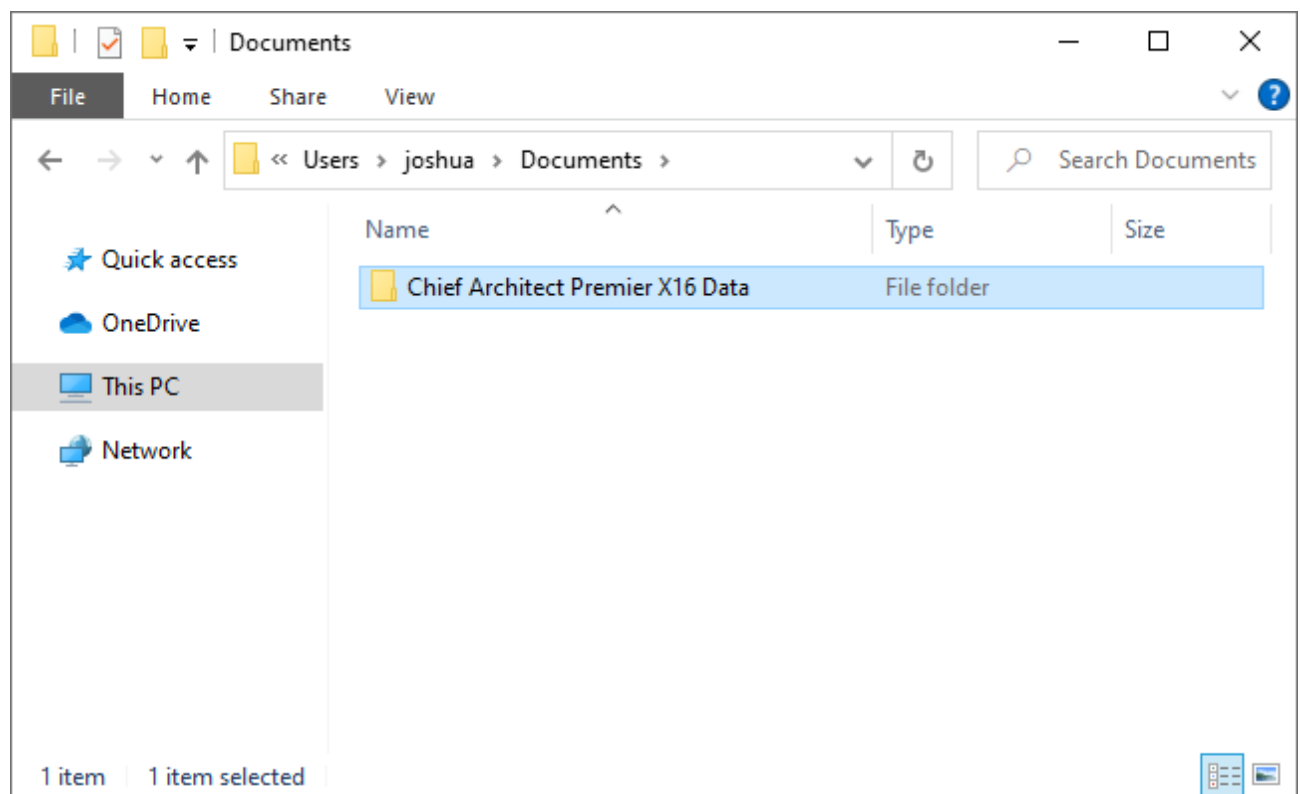 Documents
File Home Share View
« Users > joshua > Documents > Search Documents
Name Type Size
Quick access
Chief Architect Premier X16 Data File folder
OneDrive
This PC
Network
1 item 1 item selected